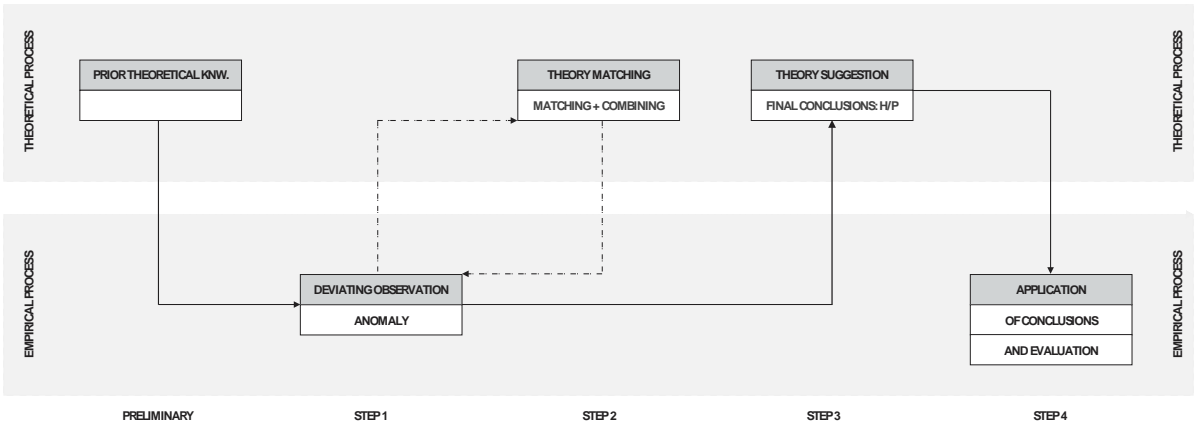 THEORETICAL PROCESS
PRIOR THEORETICAL KNW.
THEORY MATCHING
MATCHING + COMBINING
THEORY SUGGESTION
FINAL CONCLUSIONS: H/P
THEORETICAL PROCESS
EMPIRICAL PROCESS
DEVIATING OBSERVATION
ANOMALY
APPLICATION
OF CONCLUSIONS
AND EVALUATION
EMPIRICAL PROCESS
PRELIMINARY
STEP 1
STEP 2
STEP 3
STEP 4